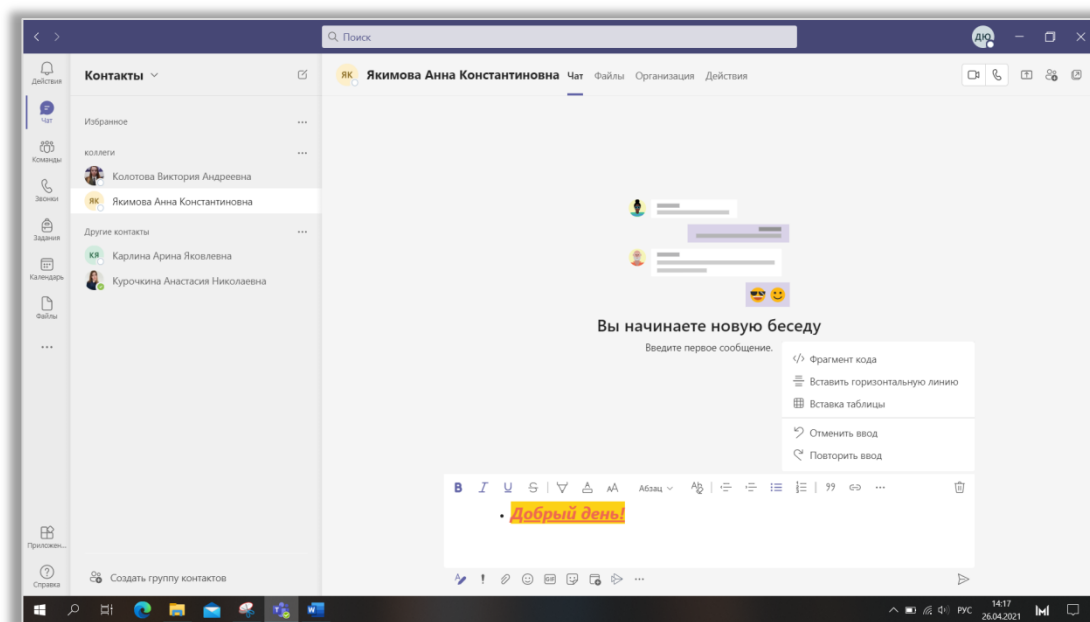 Поиск
ДЮ
Действия
Чат
Команды
Звонки
Задания
Календарь
Файлы
Приложен...
Справка
Контакты
Избранное
коллеги
Колотова Виктория Андреевна
ЯК Якимова Анна Константиновна
Другие контакты
КЯ Карлина Арина Яковлевна
Курочкина Анастасия Николаевна
Создать группу контактов
ЯК Якимова Анна Константиновна Чат Файлы Организация Действия
Вы начинаете новую беседу
Введите первое сообщение.
Фрагмент кода
Вставить горизонтальную линию
Вставка таблицы
Отменить ввод
Повторить ввод
Абзац
• Добрый день!
GIF
РУС
14:17
26.04.2021